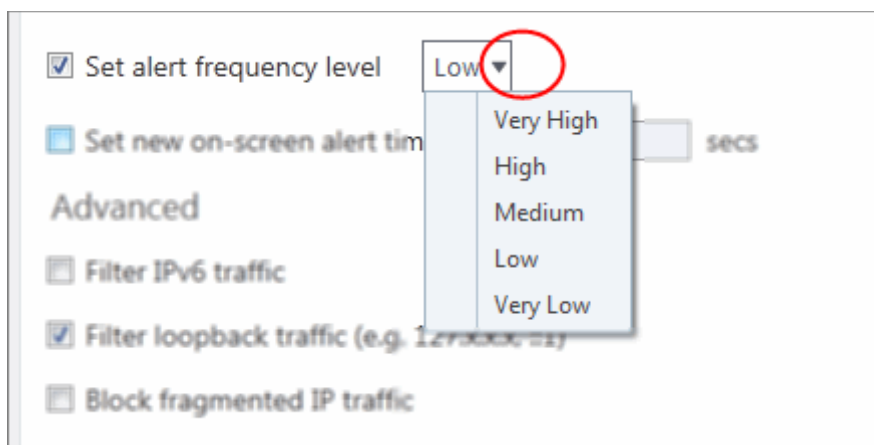 Set alert frequency level Low
Very High
Set new on-screen alert tim secs
High
Advanced
Medium
Filter IPv6 traffic
Low
Very Low
Filter loopback traffic (e.g.
Block fragmented IP traffic